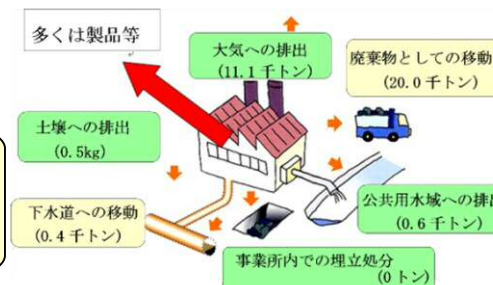 多くは製品等
大気への排出
(11.1 千トン)
廃棄物としての移動
(20.0 千トン)
土壌への排出
(0.5kg)
公共用水域への排出
(0.6 千トン)
下水道への移動
(0.4 千トン)
事業所内での埋立処分
(0 トン)